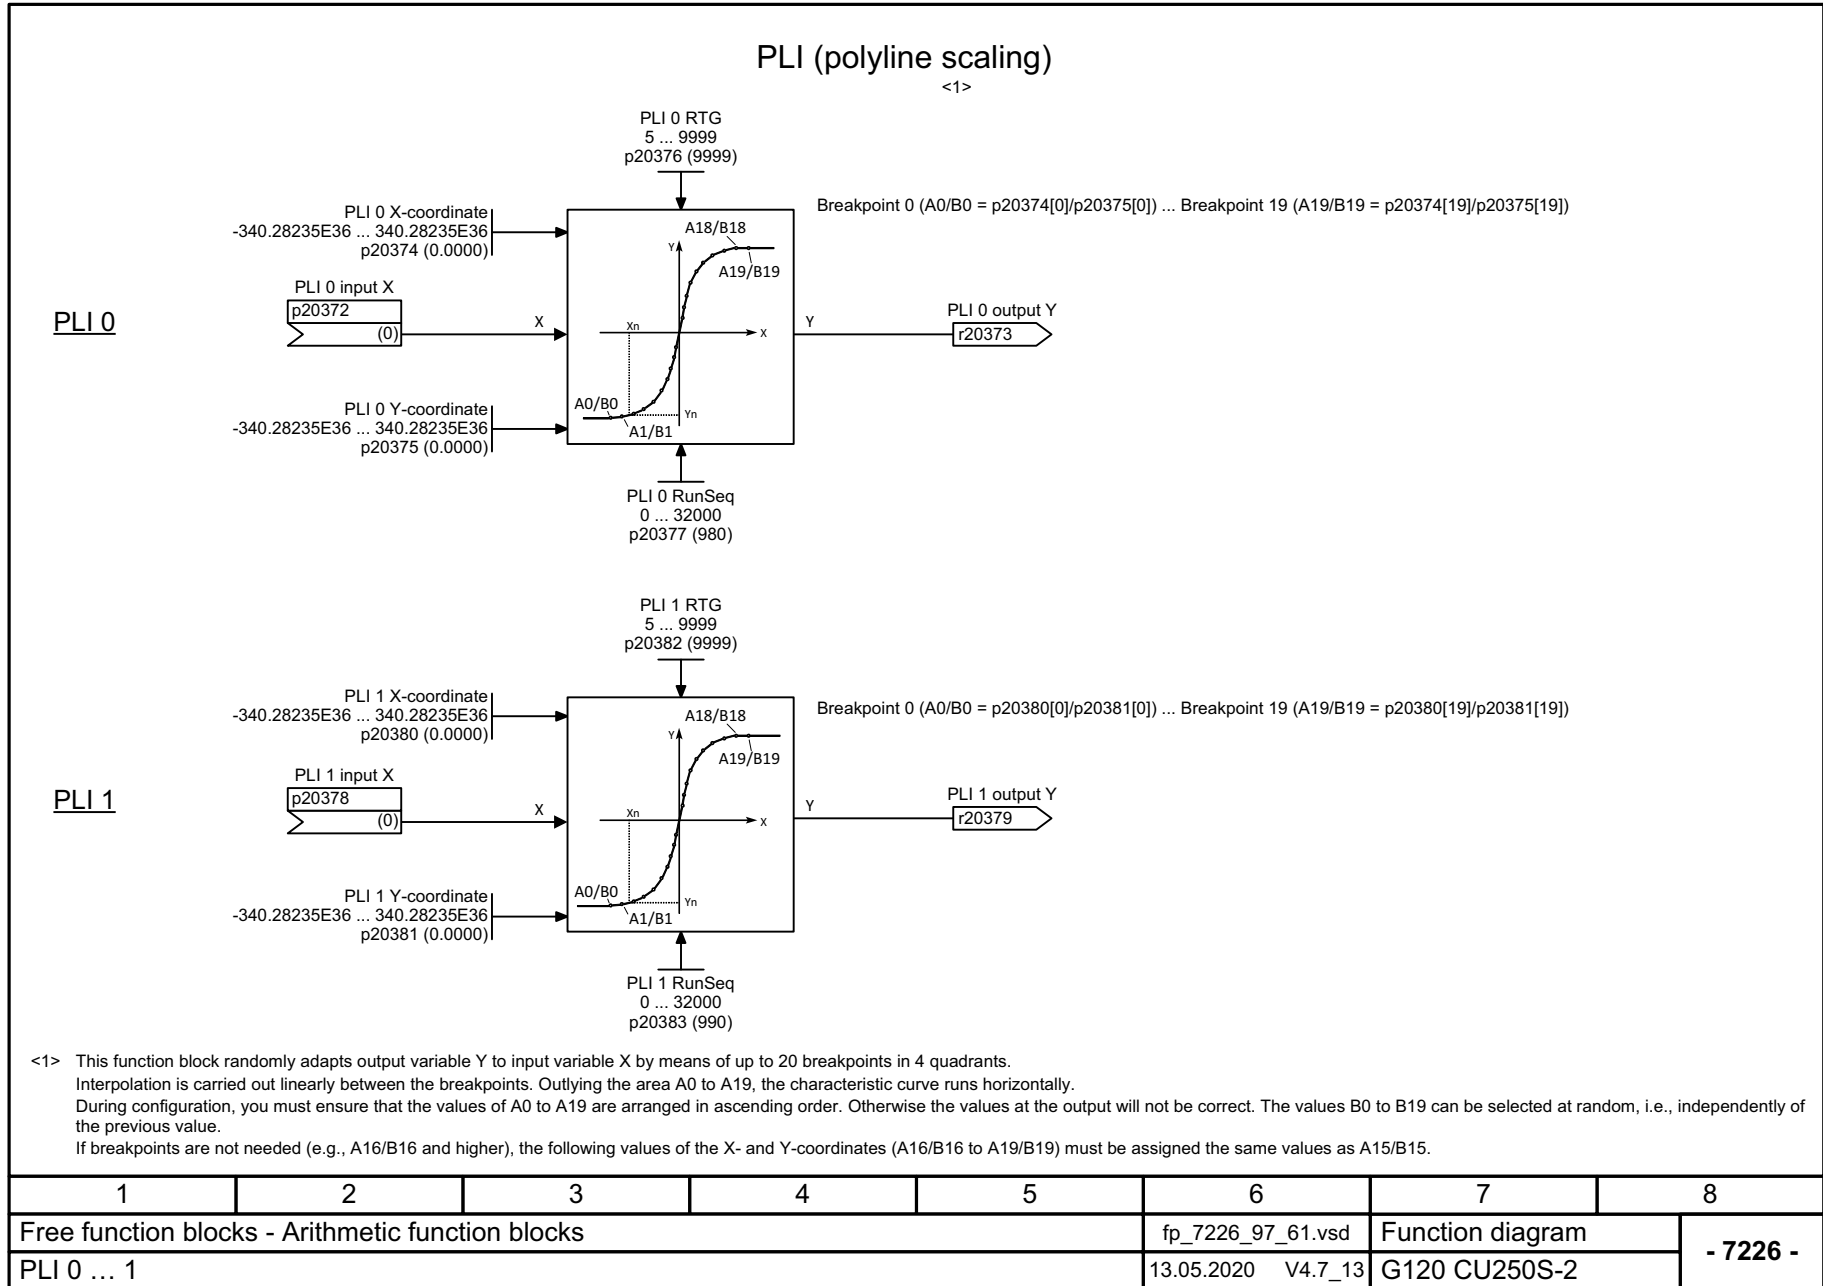 PLI (polyline scaling)
<1>
PLI 0 RTG
5 ... 9999
p20376 (9999)
PLI 0 X-coordinate
-340.28235E36 ... 340.28235E36
p20374 (0.0000)
Breakpoint 0 (A0/B0 = p20374[0]/p20375[0]) ... Breakpoint 19 (A19/B19 = p20374[19]/p20375[19])
A18/B18
Y
A19/B19
PLI 0 input X
p20372
(0)
PLI 0
X
Xn
X
Y
PLI 0 output Y
r20373
PLI 0 Y-coordinate
-340.28235E36 ... 340.28235E36
p20375 (0.0000)
A0/B0
Yn
A1/B1
PLI 0 RunSeq
0 ... 32000
p20377 (980)
PLI 1 RTG
5 ... 9999
p20382 (9999)
PLI 1 X-coordinate
-340.28235E36 ... 340.28235E36
p20380 (0.0000)
Breakpoint 0 (A0/B0 = p20380[0]/p20381[0]) ... Breakpoint 19 (A19/B19 = p20380[19]/p20381[19])
A18/B18
Y
A19/B19
PLI 1 input X
p20378
(0)
PLI 1
X
Xn
X
Y
PLI 1 output Y
r20379
PLI 1 Y-coordinate
-340.28235E36 ... 340.28235E36
p20381 (0.0000)
A0/B0
Yn
A1/B1
PLI 1 RunSeq
0 ... 32000
p20383 (990)
<1> This function block randomly adapts output variable Y to input variable X by means of up to 20 breakpoints in 4 quadrants.
Interpolation is carried out linearly between the breakpoints. Outlying the area A0 to A19, the characteristic curve runs horizontally.
During configuration, you must ensure that the values of A0 to A19 are arranged in ascending order. Otherwise the values at the output will not be correct. The values B0 to B19 can be selected at random, i.e., independently of
the previous value.
If breakpoints are not needed (e.g., A16/B16 and higher), the following values of the X- and Y-coordinates (A16/B16 to A19/B19) must be assigned the same values as A15/B15.
1 2 3 4 5 6 7 8
Free function blocks - Arithmetic function blocks fp_7226_97_61.vsd Function diagram
- 7226 -
PLI 0 ... 1 13.05.2020 V4.7_13 G120 CU250S-2